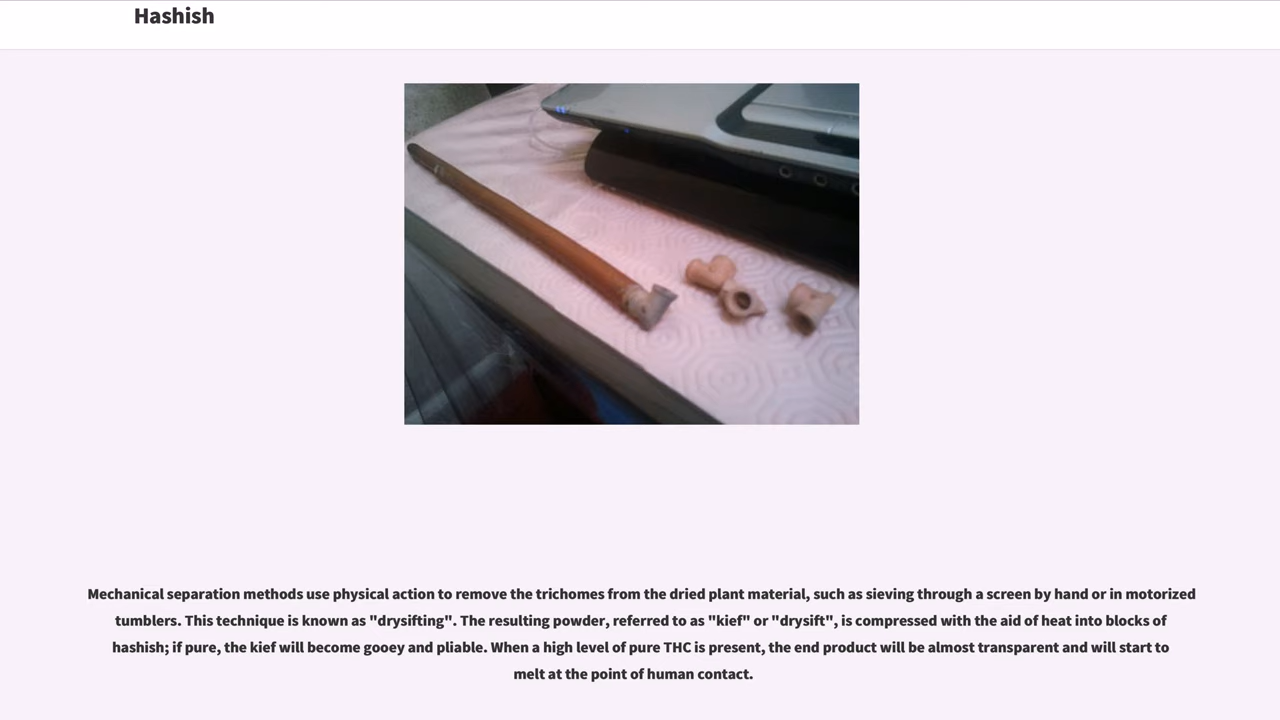 Hashish
Mechanical separation methods use physical action to remove the trichomes from the dried plant material, such as sieving through a screen by hand or in motorized
tumblers. This technique is known as "drysifting". The resulting powder, referred to as "kief" or "drysift", is compressed with the aid of heat into blocks of
hashish; if pure, the kief will become gooey and pliable. When a high level of pure THC is present, the end product will be almost transparent and will start to
melt at the point of human contact.